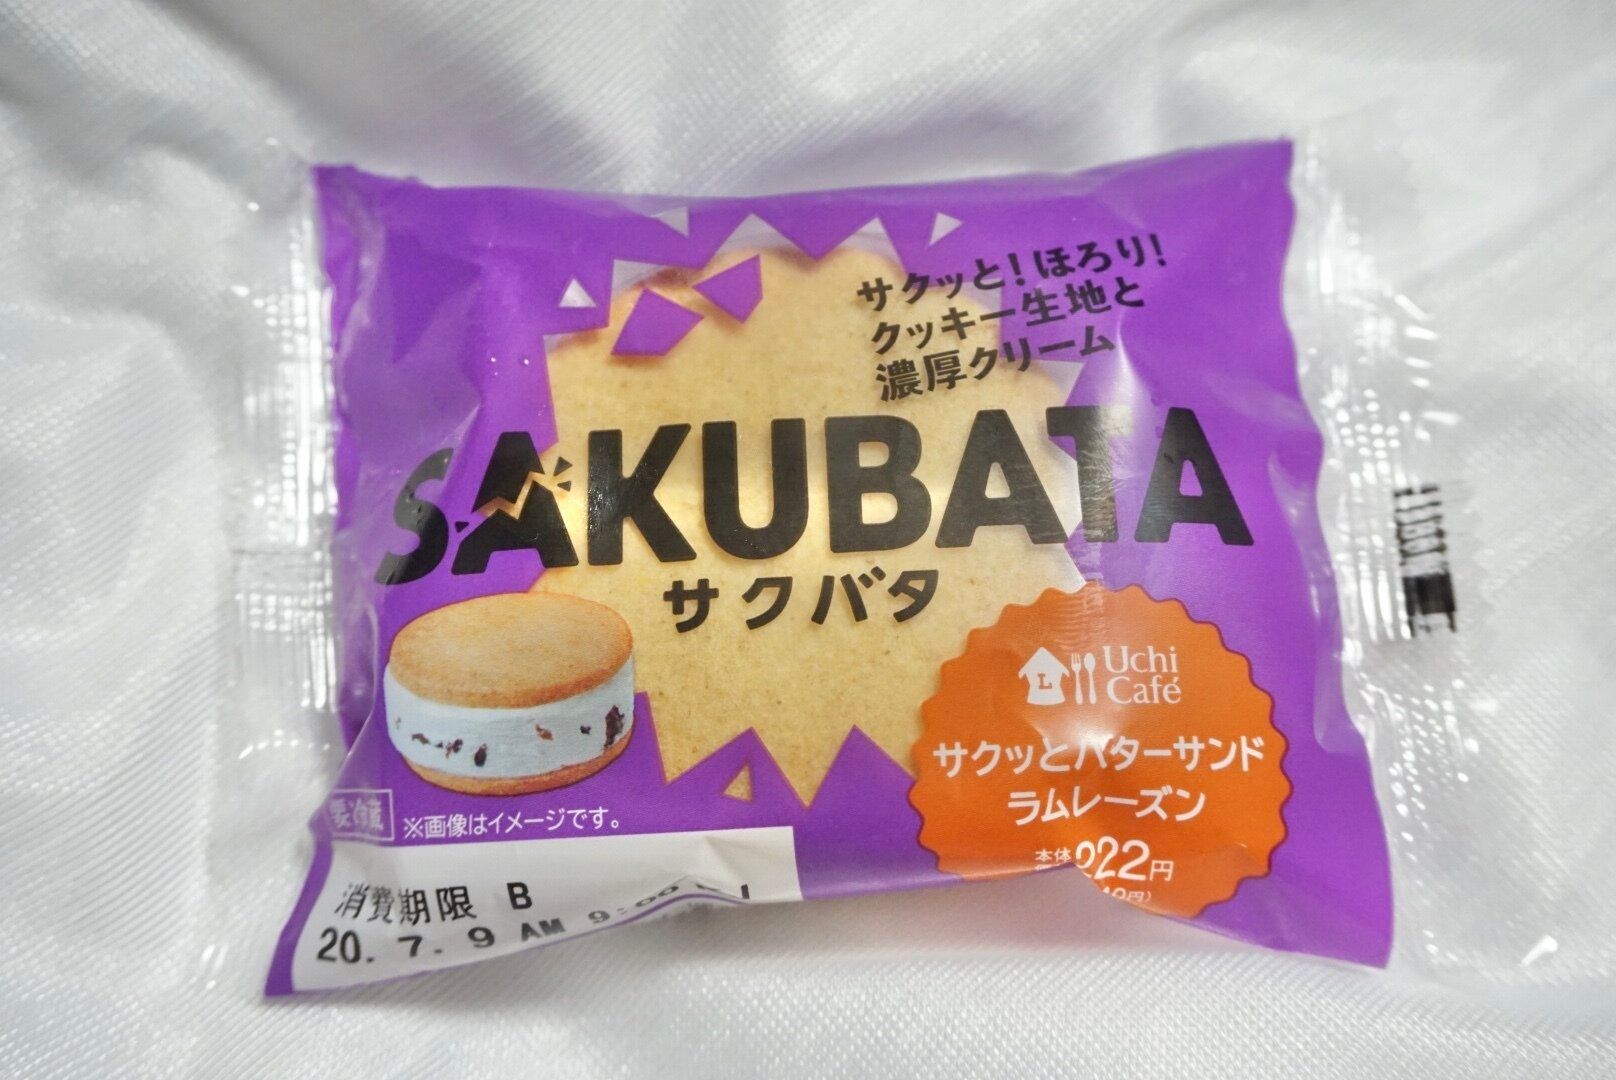 サクッと!ほろり!
クッキー生地と
濃厚クリーム
SAKUBATA
サクバタ
Uchi
Café
L
サクッとバターサンド
ラムレーズン
本体
222円
要冷蔵
※画像はイメージです。
消費期限 B
20. 7. 9 AM